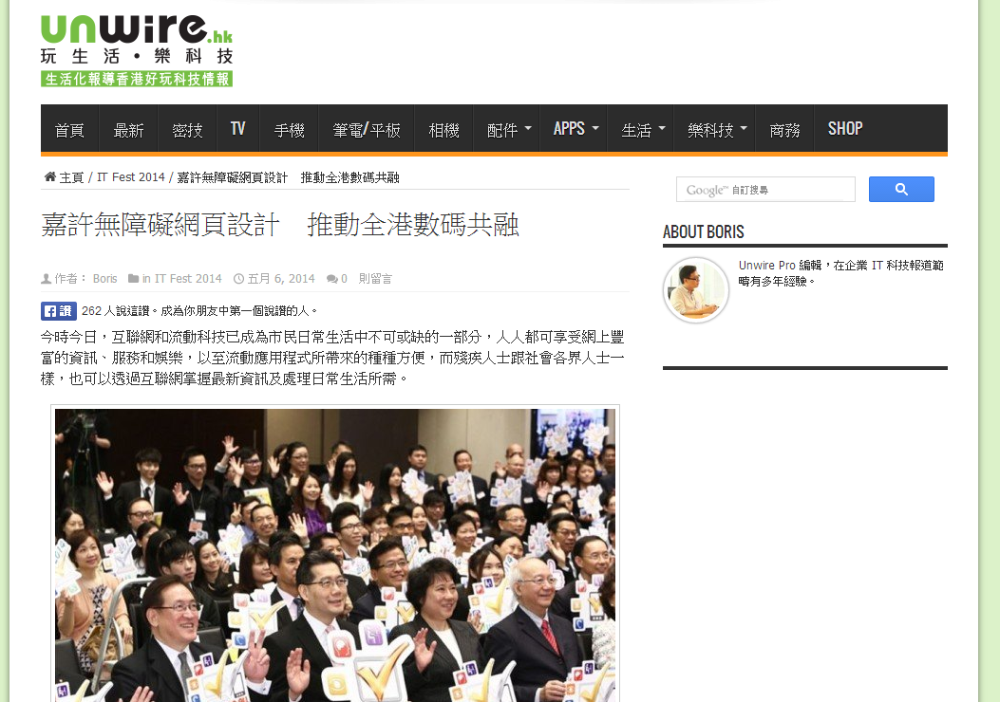 unwire.hk
玩生活・樂科技
生活化報導香港好玩科技情報
首頁 最新 密技 TV 手機 筆電/平板 相機 配件 APPS 生活 樂科技 商務 SHOP
主頁 / IT Fest 2014 / 嘉許無障礙網頁設計　推動全港數碼共融
Google™ 自訂搜尋
嘉許無障礙網頁設計　推動全港數碼共融
ABOUT BORIS
Unwire Pro 編輯，在企業 IT 科技報道範
疇有多年經驗。
作者： Boris in IT Fest 2014 五月 6, 2014 0 則留言
讚 262 人說這讚。成為你朋友中第一個說讚的人。
今時今日，互聯網和流動科技已成為市民日常生活中不可或缺的一部分，人人都可享受網上豐
富的資訊、服務和娛樂，以至流動應用程式所帶來的種種方便，而殘疾人士跟社會各界人士一
樣，也可以透過互聯網掌握最新資訊及處理日常生活所需。